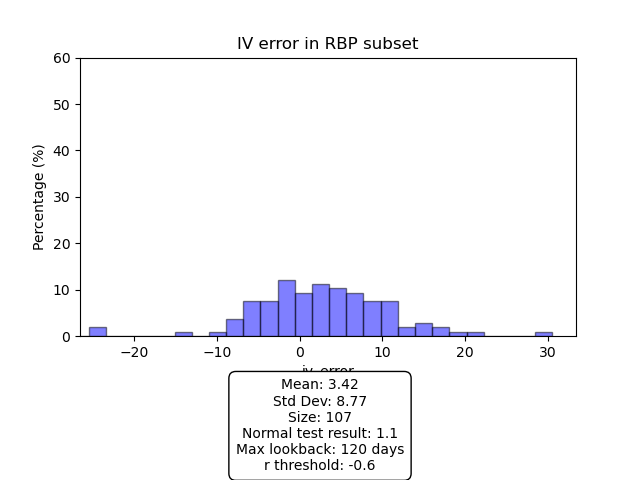 IV error in RBP subset
Percentage (%)
60
50
40
30
20
10
0
−20
−10
0
10
20
30
iv_error
Mean: 3.42
Std Dev: 8.77
Size: 107
Normal test result: 1.1
Max lookback: 120 days
r threshold: -0.6